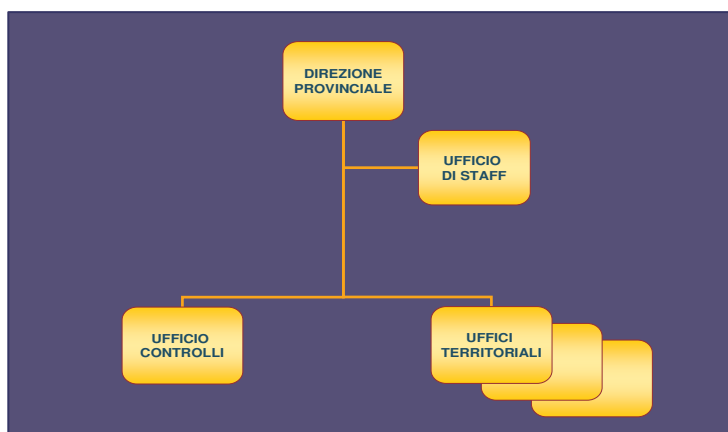 DIREZIONE
PROVINCIALE
UFFICIO
DI STAFF
UFFICIO
CONTROLLI
UFFICI
TERRITORIALI